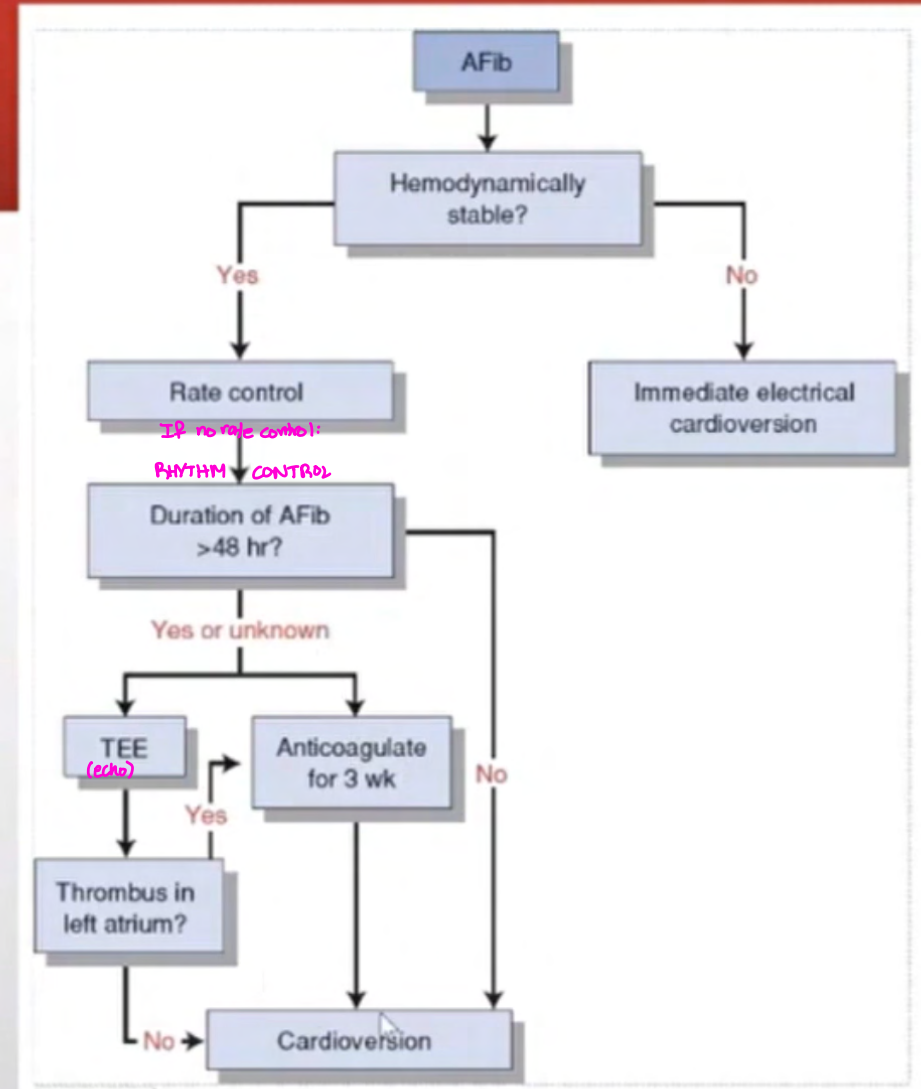 AFib
Hemodynamically
stable?
Yes
No
Rate control
Immediate electrical
cardioversion
IF no rate control:
RHYTHM CONTROL
Duration of AFib
>48 hr?
Yes or unknown
TEE
(echo)
Anticoagulate
for 3 wk
No
Yes
Thrombus in
left atrium?
No
Cardioversion